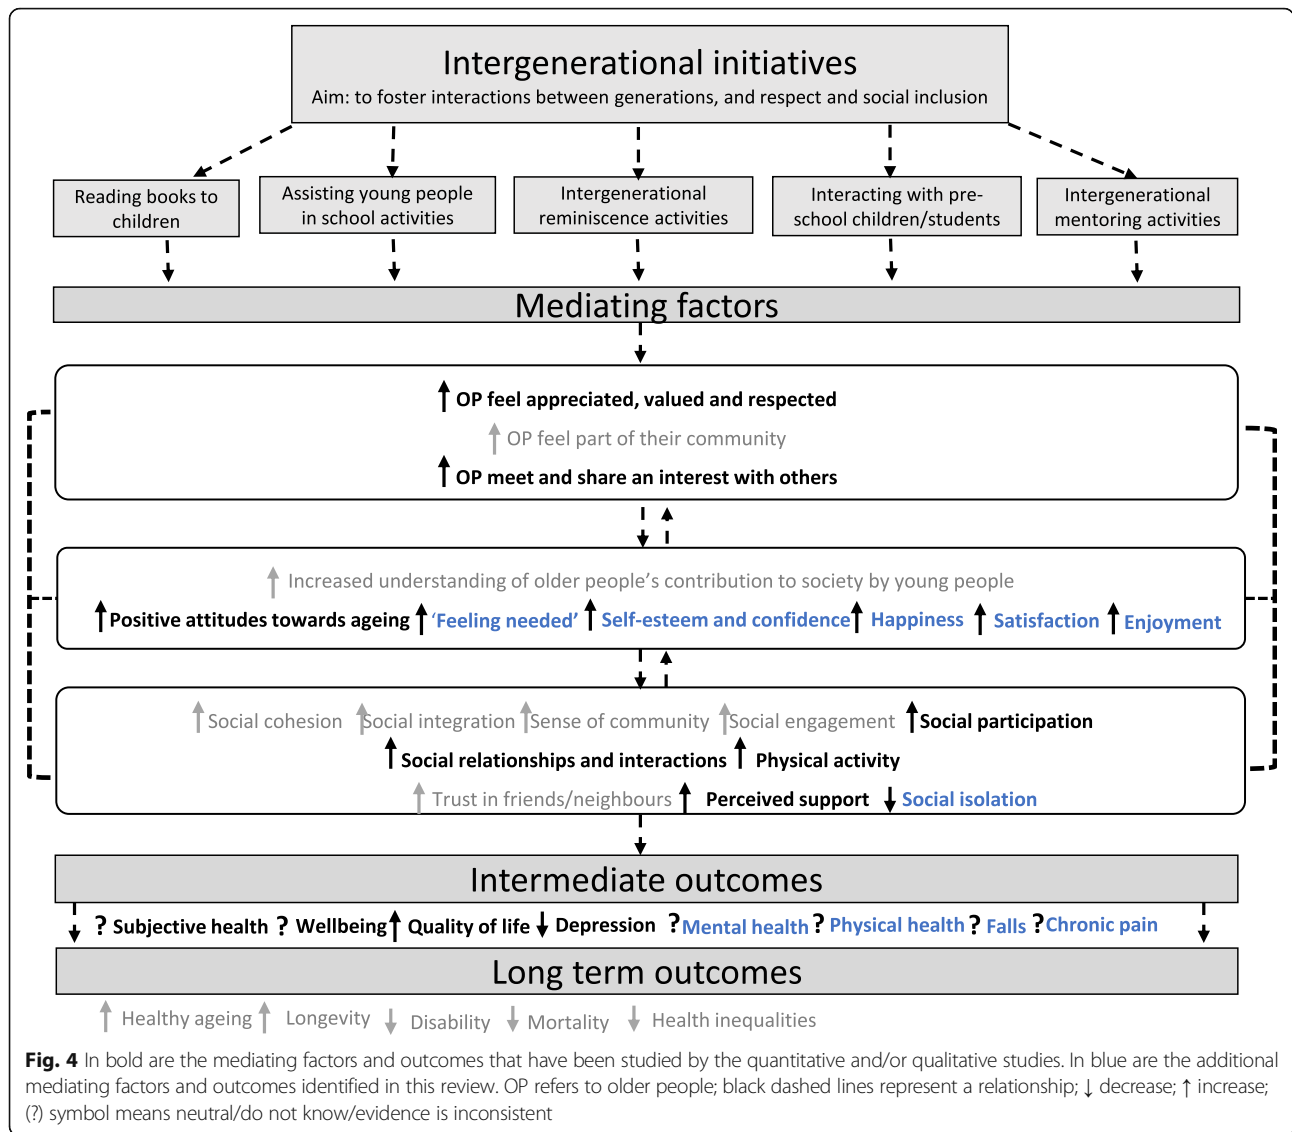 Intergenerational initiatives
Aim: to foster interactions between generations, and respect and social inclusion
Reading books to
children
Assisting young people
in school activities
Intergenerational
reminiscence activities
Interacting with pre-
school children/students
Intergenerational
mentoring activities
Mediating factors
↑ OP feel appreciated, valued and respected
↑ OP feel part of their community
↑ OP meet and share an interest with others
↑ Increased understanding of older people's contribution to society by young people
↑ Positive attitudes towards ageing ↑ 'Feeling needed' ↑ Self-esteem and confidence ↑ Happiness ↑ Satisfaction ↑ Enjoyment
↑ Social cohesion ↑ Social integration ↑ Sense of community ↑ Social engagement ↑ Social participation
↑ Social relationships and interactions ↑ Physical activity
↑ Trust in friends/neighbours ↑ Perceived support ↓ Social isolation
Intermediate outcomes
? Subjective health ? Wellbeing ↑ Quality of life ↓ Depression ? Mental health ? Physical health ? Falls ? Chronic pain
Long term outcomes
↑ Healthy ageing ↑ Longevity ↓ Disability ↓ Mortality ↓ Health inequalities
Fig. 4 In bold are the mediating factors and outcomes that have been studied by the quantitative and/or qualitative studies. In blue are the additional
mediating factors and outcomes identified in this review. OP refers to older people; black dashed lines represent a relationship; ↓ decrease; ↑ increase;
(?) symbol means neutral/do not know/evidence is inconsistent